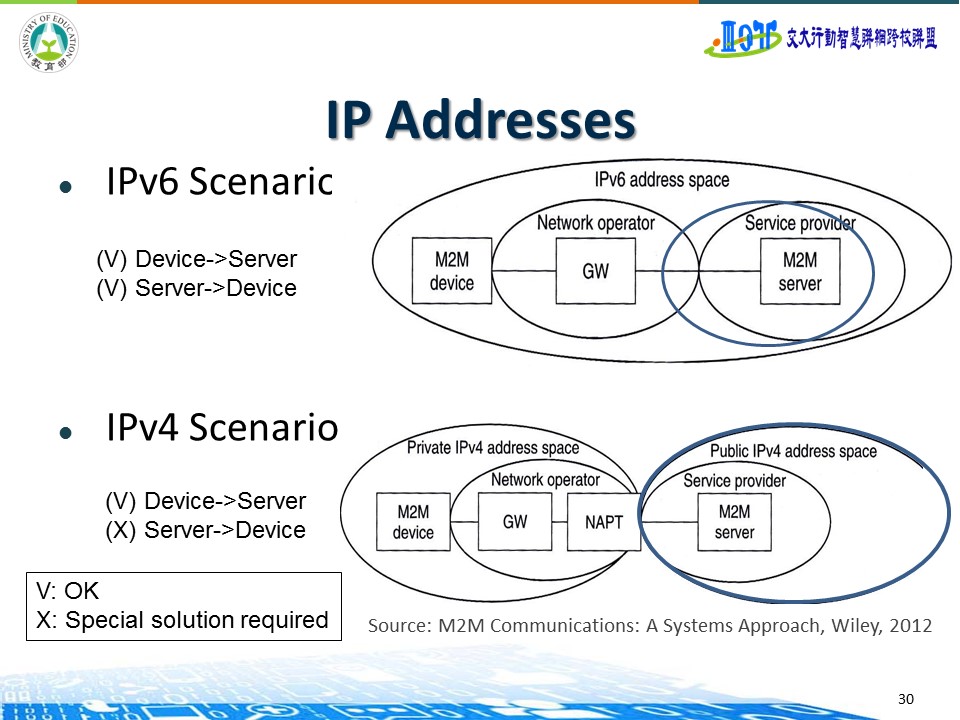 MINISTRY OF EDUCATION
教育部
交大行動智慧聯網跨校聯盟
IP Addresses
IPv6 Scenario
(V) Device->Server
(V) Server->Device
IPv6 address space
Network operator
Service provider
M2M
device
GW
M2M
server
IPv4 Scenario
(V) Device->Server
(X) Server->Device
Private IPv4 address space
Public IPv4 address space
Network operator
Service provider
M2M
device
GW
NAPT
M2M
server
V: OK
X: Special solution required
Source: M2M Communications: A Systems Approach, Wiley, 2012
30